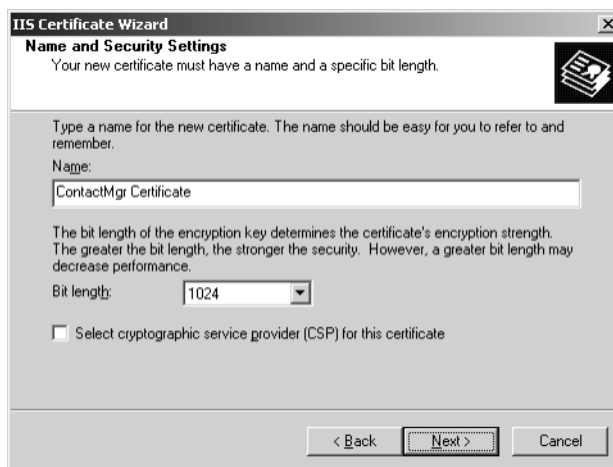 IIS Certificate Wizard
Name and Security Settings
Your new certificate must have a name and a specific bit length.
Type a name for the new certificate. The name should be easy for you to refer to and
remember.
Name:
ContactMgr Certificate
The bit length of the encryption key determines the certificate's encryption strength.
The greater the bit length, the stronger the security. However, a greater bit length may
decrease performance.
Bit length: 1024
Select cryptographic service provider (CSP) for this certificate
< Back Next > Cancel